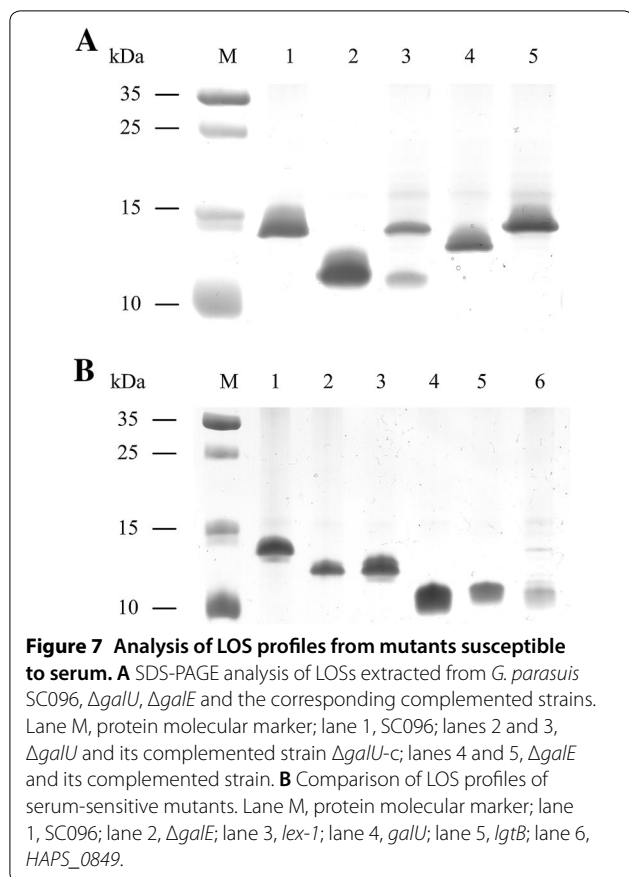 A
kDa M 1 2 3 4 5
35
25
15
10
B
kDa M 1 2 3 4 5 6
35
25
15
10
Figure 7 Analysis of LOS profiles from mutants susceptible
to serum. A SDS-PAGE analysis of LOSs extracted from G. parasuis
SC096, ΔgalU, ΔgalE and the corresponding complemented strains.
Lane M, protein molecular marker; lane 1, SC096; lanes 2 and 3,
ΔgalU and its complemented strain ΔgalU-c; lanes 4 and 5, ΔgalE
and its complemented strain. B Comparison of LOS profiles of
serum-sensitive mutants. Lane M, protein molecular marker; lane
1, SC096; lane 2, ΔgalE; lane 3, lex-1; lane 4, galU; lane 5, lgtB; lane 6,
HAPS_0849.